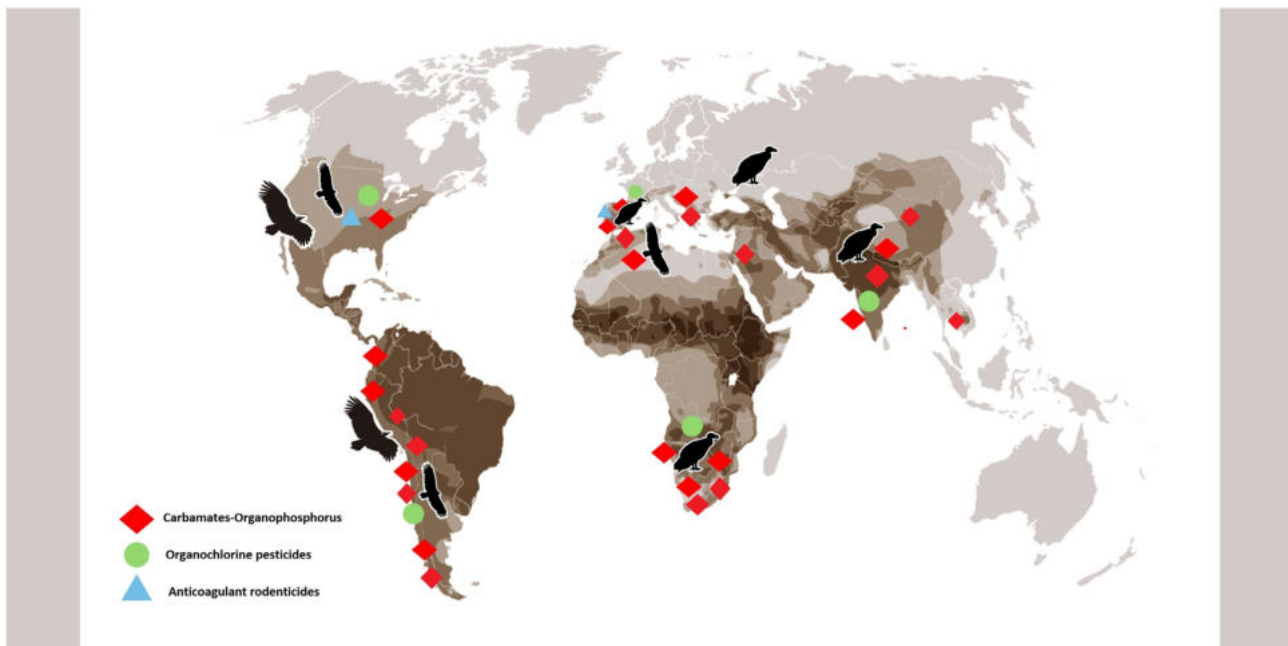 Carbamates-Organophosphorus
Organochlorine pesticides
Anticoagulant rodenticides